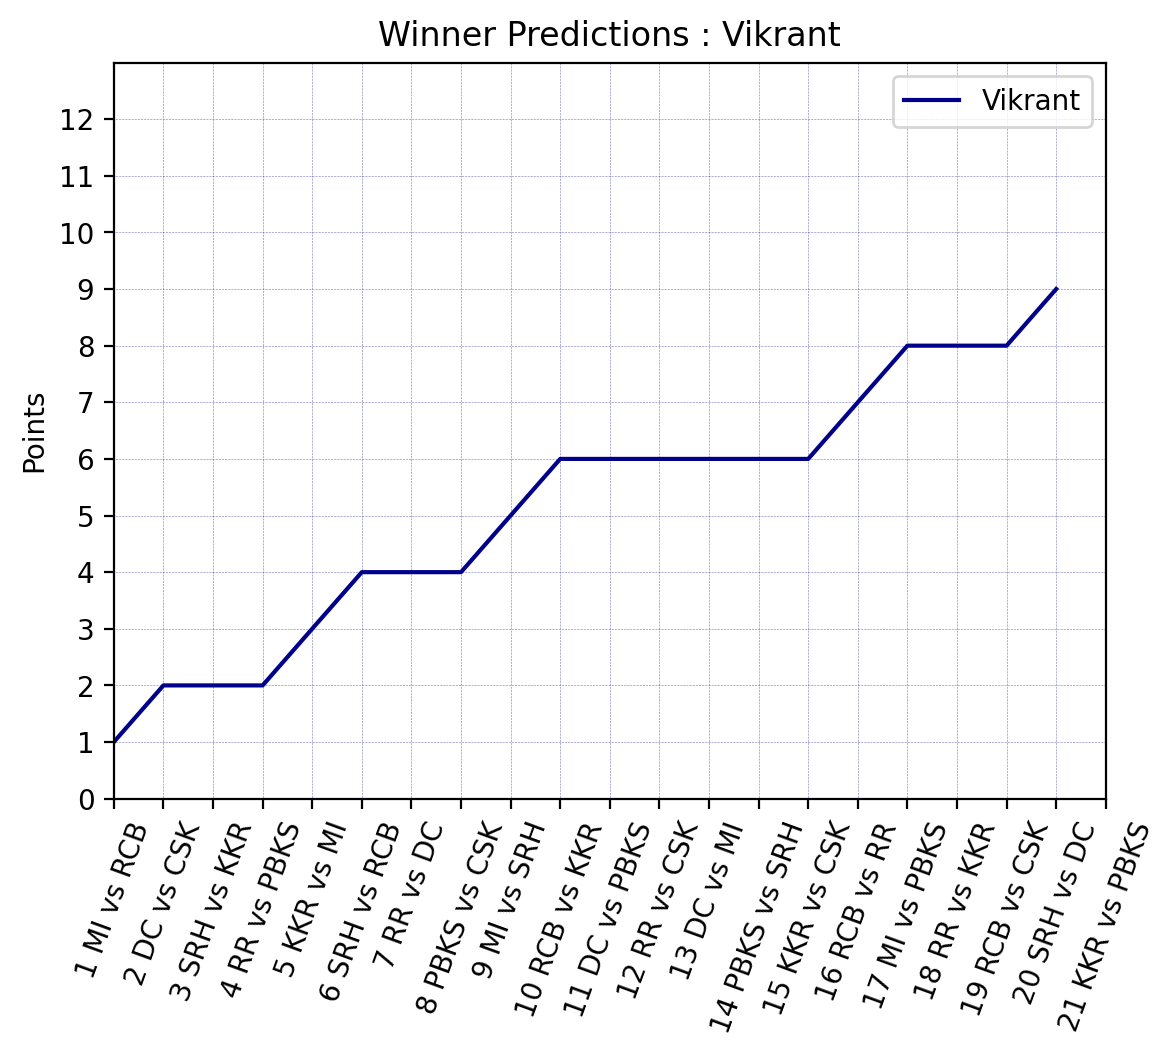 Winner Predictions : Vikrant
Vikrant
Points
12
11
10
9
8
7
6
5
4
3
2
1
0
1 MI vs RCB
2 DC vs CSK
3 SRH vs KKR
4 RR vs PBKS
5 KKR vs MI
6 SRH vs RCB
7 RR vs DC
8 PBKS vs CSK
9 MI vs SRH
10 RCB vs KKR
11 DC vs PBKS
12 RR vs CSK
13 DC vs MI
14 PBKS vs SRH
15 KKR vs CSK
16 RCB vs RR
17 MI vs PBKS
18 RR vs KKR
19 RCB vs CSK
20 SRH vs DC
21 KKR vs PBKS